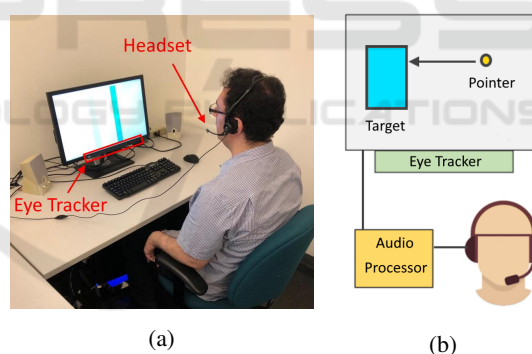 Headset
Eye Tracker
Pointer
Target
Eye Tracker
Audio
Processor
(a)
(b)